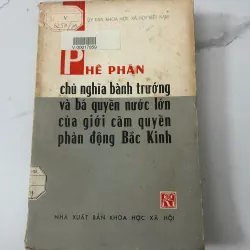 ỦY BAN KHOA HỌC XÃ HỘI VIỆT NAM
V
PHÊ PHÁN
chủ nghĩa bành trướng
và bá quyền nước lớn
của giới cầm quyền
phản động Bắc Kinh
NHÀ XUẤT BẢN KHOA HỌC XÃ HỘI